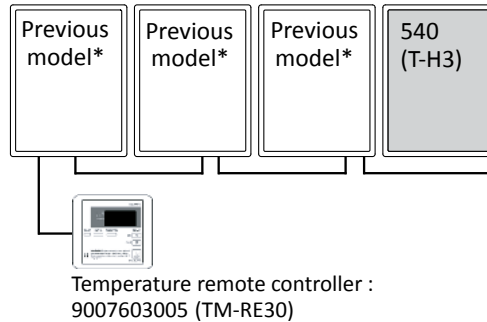 Previous
model*
Previous
model*
Previous
model*
540
(T-H3)
Temperature remote controller :
9007603005 (TM-RE30)